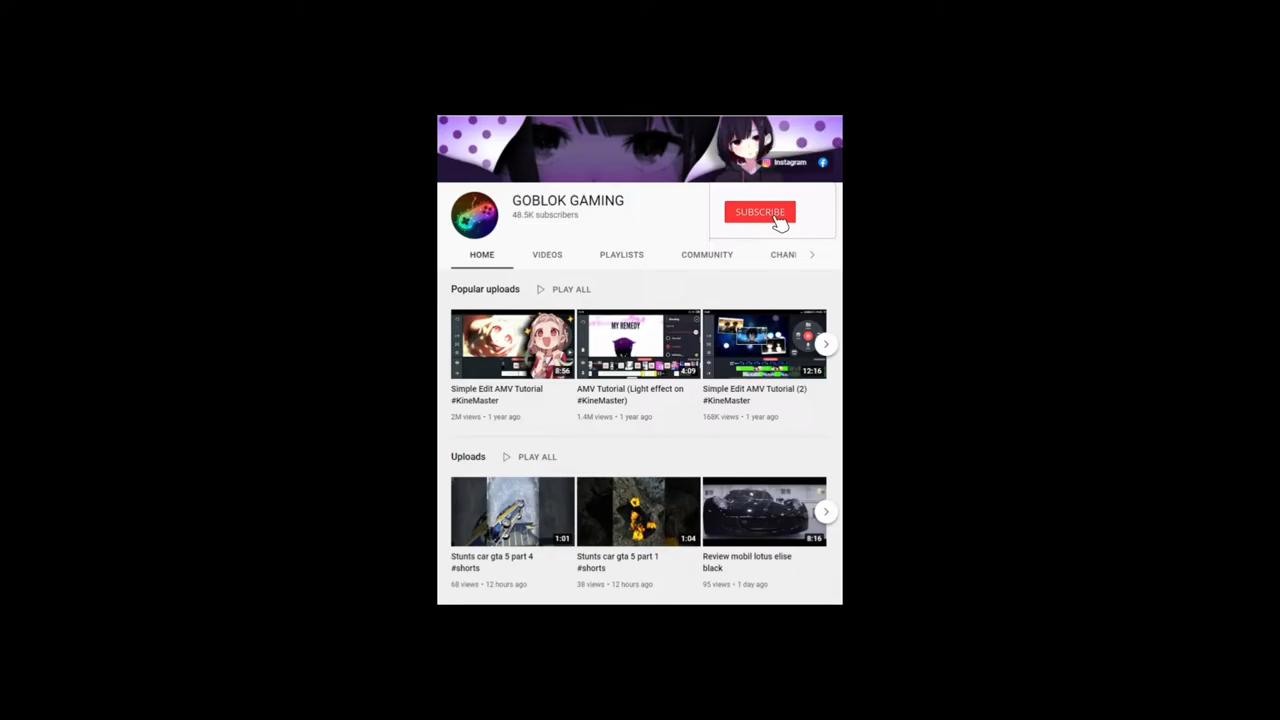 Instagram
GOBLOK GAMING
48.5K subscribers
SUBSCRIBE
HOME VIDEOS PLAYLISTS COMMUNITY CHAN
Popular uploads PLAY ALL
MY REMEDY
8:56 4:09 12:16
Simple Edit AMV Tutorial AMV Tutorial (Light effect on Simple Edit AMV Tutorial (2)
#KineMaster #KineMaster) #KineMaster
2M views • 1 year ago 1.4M views • 1 year ago 168K views • 1 year ago
Uploads PLAY ALL
1:01 1:04 8:16
Stunts car gta 5 part 4 Stunts car gta 5 part 1 Review mobil lotus elise
#shorts #shorts black
68 views • 12 hours ago 38 views • 12 hours ago 95 views • 1 day ago